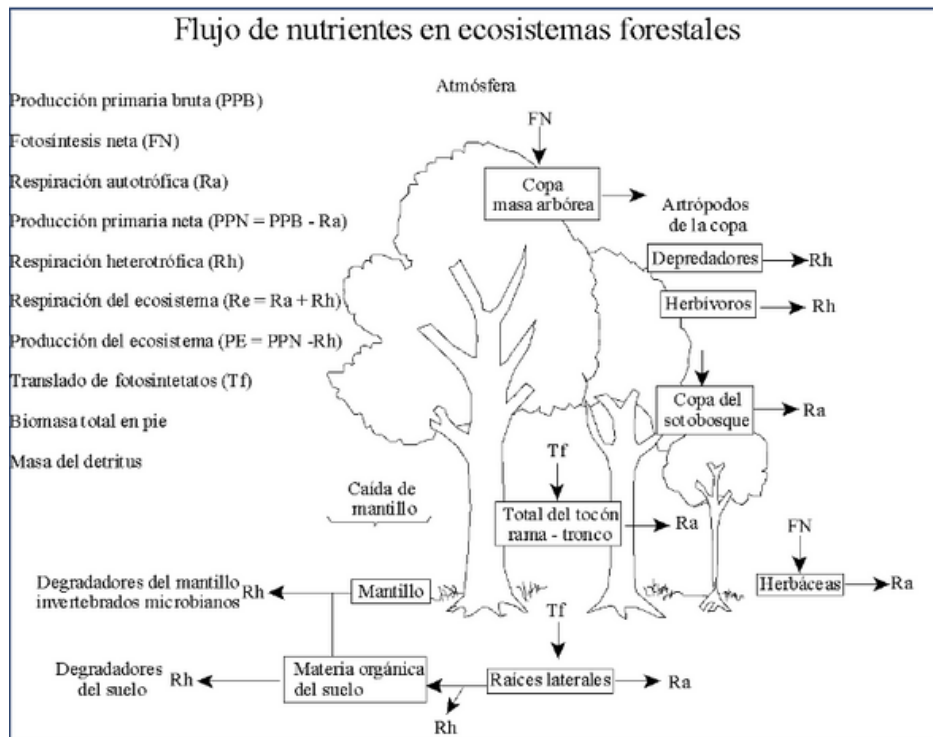 Flujo de nutrientes en ecosistemas forestales
Atmósfera
Producción primaria bruta (PPB)
Fotosíntesis neta (FN)
Respiración autotrófica (Ra)
Producción primaria neta (PPN = PPB - Ra)
Respiración heterotrófica (Rh)
Respiración del ecosistema (Re = Ra + Rh)
Producción del ecosistema (PE = PPN -Rh)
Translado de fotosintetatos (Tf)
Biomasa total en pie
Masa del detritus
FN
Copa
masa arbórea
Artrópodos
de la copa
Depredadores
Rh
Herbívoros
Rh
Copa del
sotobosque
Ra
Tf
Caída de
mantillo
Total del tocón
rama - tronco
Ra
FN
Herbáceas
Ra
Degradadores del mantillo
invertebrados microbianos
Rh
Mantillo
Tf
Degradadores
del suelo
Rh
Materia orgánica
del suelo
Raíces laterales
Ra
Rh